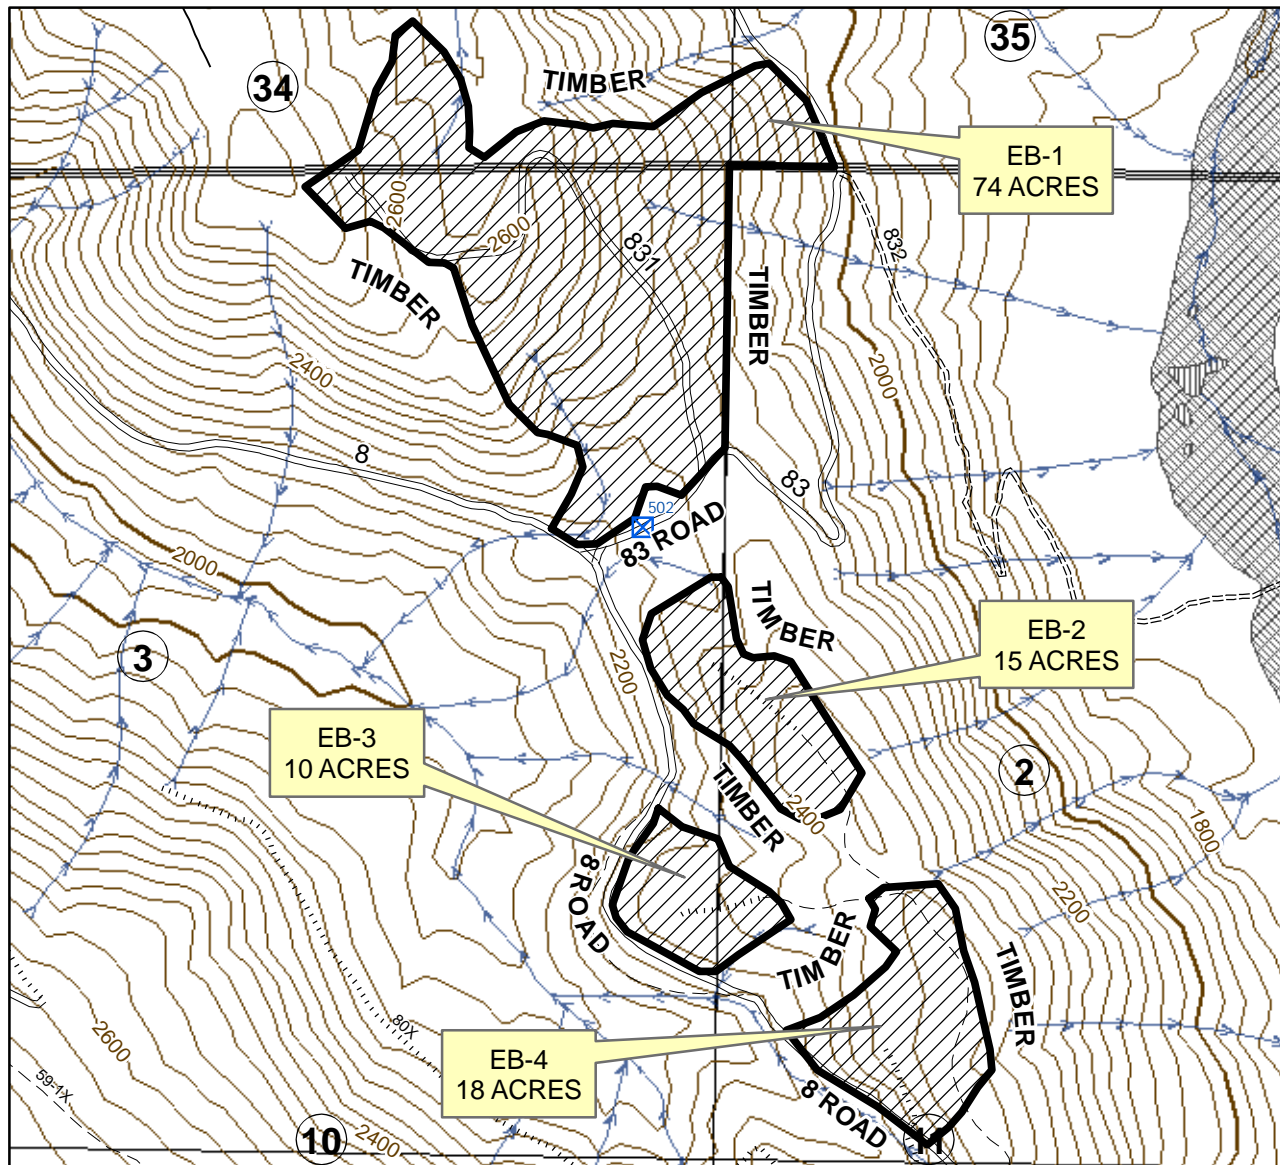 35
34
TIMBER
EB-1
74 ACRES
2600
2600
831
832
TIMBER
TIMBER
2400
2000
8
83
502
83 ROAD
2000
TIMBER
EB-2
15 ACRES
3
2200
EB-3
10 ACRES
2
TIMBER
2400
1800
8 ROAD
2200
TIMBER
TIMBER
80X
2600
EB-4
18 ACRES
59-1X
8 ROAD
10
2400
11